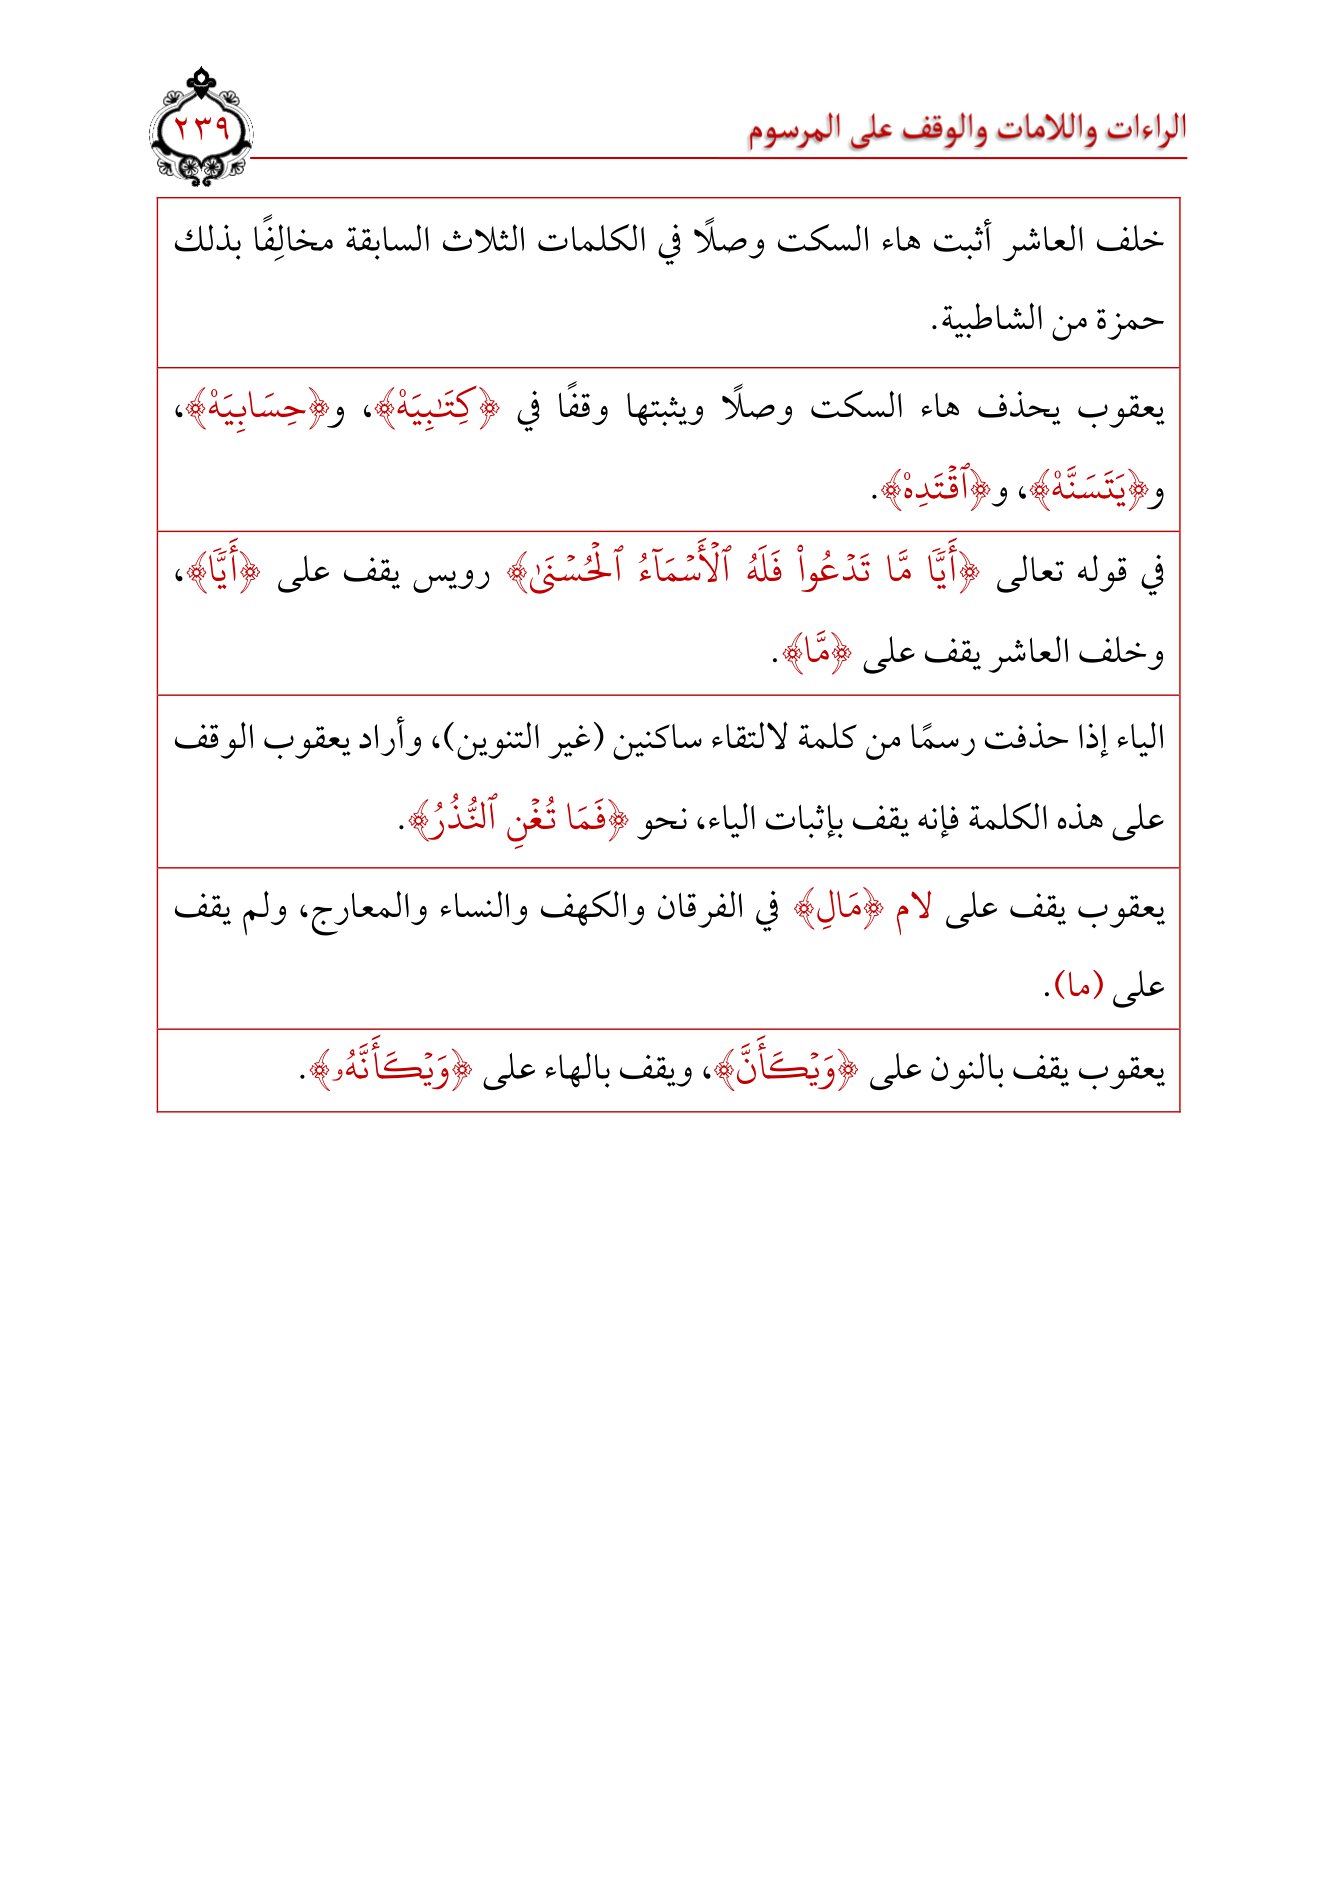 الراءات واللامات والوقف على المرسوم
٢٣٩
خلف العاشر أثبت هاء السكت وصلًا في الكلمات الثلاث السابقة مخالِفًا بذلك
حمزة من الشاطبية.
يعقوب يحذف هاء السكت وصلًا ويثبتها وقفًا في ﴿كِتَٰبِيَهۡ﴾، و﴿حِسَابِيَهۡ﴾،
و﴿يَتَسَنَّهۡ﴾، و﴿ٱقۡتَدِهۡ﴾.
في قوله تعالى ﴿أَيّٗا مَّا تَدۡعُواْ فَلَهُ ٱلۡأَسۡمَآءُ ٱلۡحُسۡنَىٰ﴾ رويس يقف على ﴿أَيّٗا﴾،
وخلف العاشر يقف على ﴿مَّا﴾.
الياء إذا حذفت رسمًا من كلمة لالتقاء ساكنين (غير التنوين)، وأراد يعقوب الوقف
على هذه الكلمة فإنه يقف بإثبات الياء، نحو ﴿فَمَا تُغۡنِ ٱلنُّذُرُ﴾.
يعقوب يقف على لام ﴿مَالِ﴾ في الفرقان والكهف والنساء والمعارج، ولم يقف
على (ما).
يعقوب يقف بالنون على ﴿وَيۡكَأَنَّ﴾، ويقف بالهاء على ﴿وَيۡكَأَنَّهُۥ﴾.